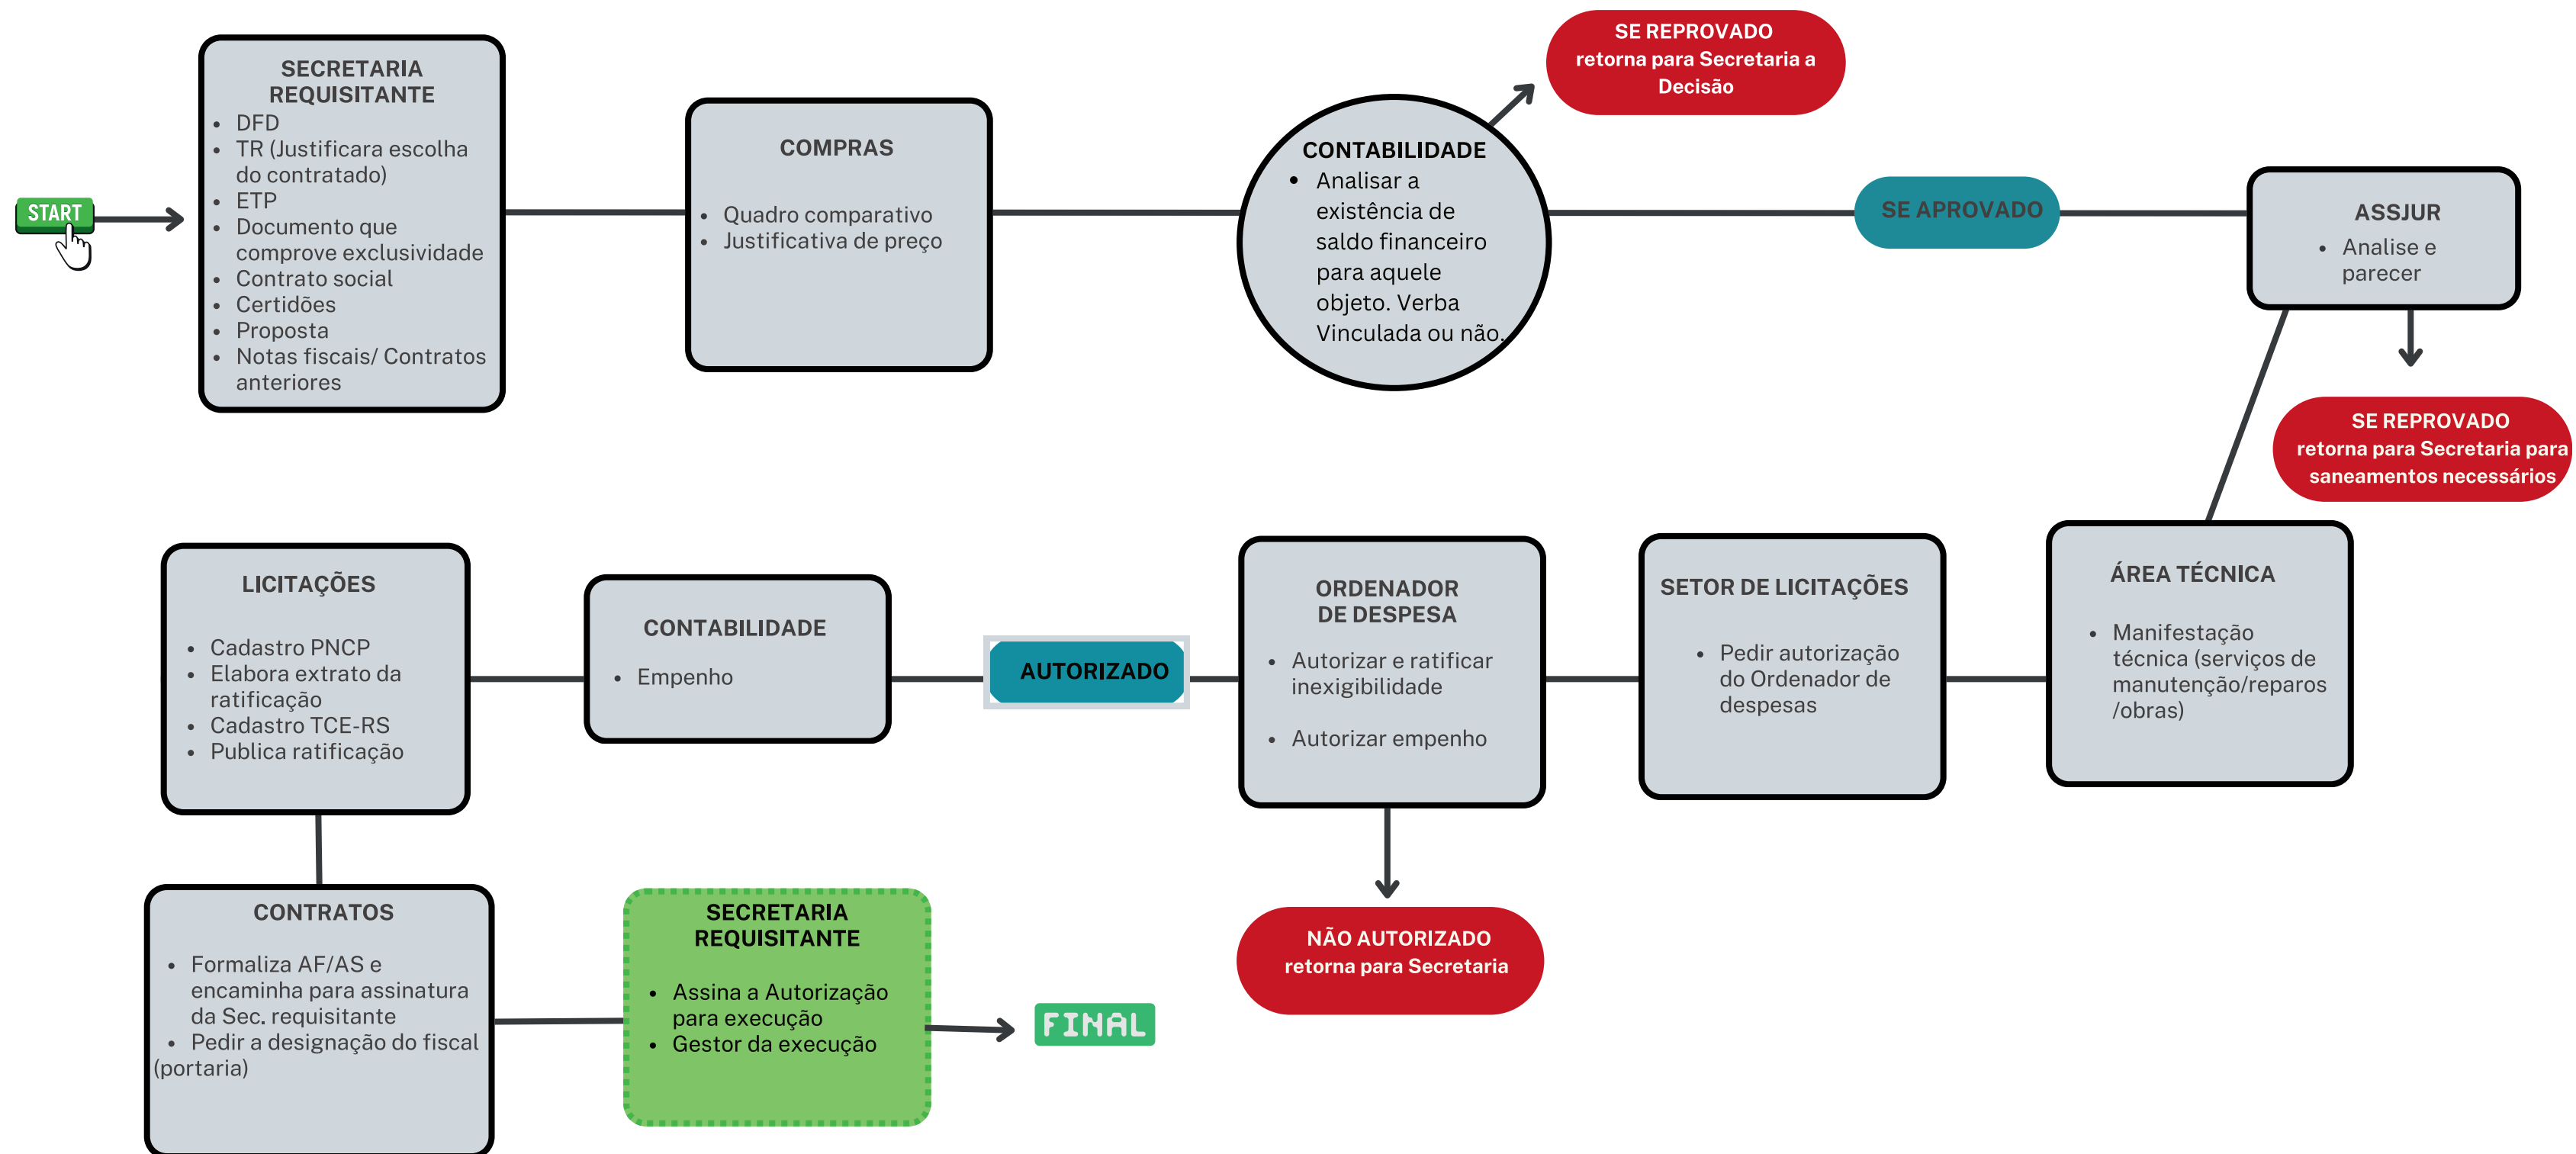 START
SECRETARIA
REQUISITANTE
• DFD
• TR (Justificara escolha
do contratado)
• ETP
• Documento que
comprove exclusividade
• Contrato social
• Certidões
• Proposta
• Notas fiscais/ Contratos
anteriores
COMPRAS
• Quadro comparativo
• Justificativa de preço
CONTABILIDADE
• Analisar a
existência de
saldo financeiro
para aquele
objeto. Verba
Vinculada ou não.
SE REPROVADO
retorna para Secretaria a
Decisão
SE APROVADO
ASSJUR
• Analise e
parecer
SE REPROVADO
retorna para Secretaria para
saneamentos necessários
ÁREA TÉCNICA
• Manifestação
técnica (serviços de
manutenção/reparos
/obras)
SETOR DE LICITAÇÕES
• Pedir autorização
do Ordenador de
despesas
ORDENADOR
DE DESPESA
• Autorizar e ratificar
inexigibilidade
• Autorizar empenho
NÃO AUTORIZADO
retorna para Secretaria
AUTORIZADO
CONTABILIDADE
• Empenho
LICITAÇÕES
• Cadastro PNCP
• Elabora extrato da
ratificação
• Cadastro TCE-RS
• Publica ratificação
CONTRATOS
• Formaliza AF/AS e
encaminha para assinatura
da Sec. requisitante
• Pedir a designação do fiscal
(portaria)
SECRETARIA
REQUISITANTE
• Assina a Autorização
para execução
• Gestor da execução
FINAL